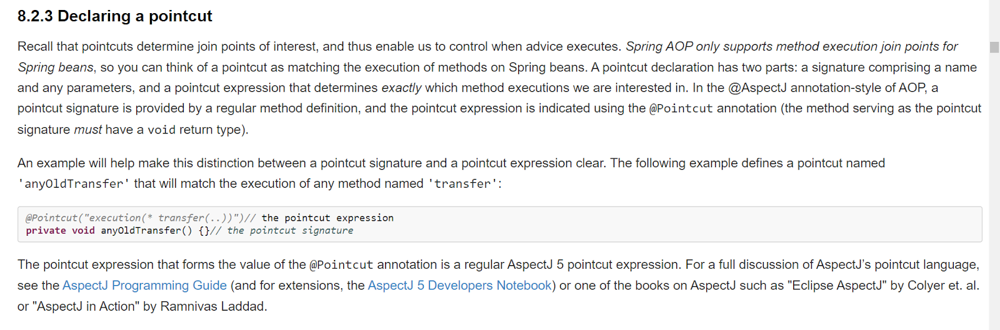 8.2.3 Declaring a pointcut
Recall that pointcuts determine join points of interest, and thus enable us to control when advice executes. Spring AOP only supports method execution join points for
Spring beans, so you can think of a pointcut as matching the execution of methods on Spring beans. A pointcut declaration has two parts: a signature comprising a name
and any parameters, and a pointcut expression that determines exactly which method executions we are interested in. In the @AspectJ annotation-style of AOP, a
pointcut signature is provided by a regular method definition, and the pointcut expression is indicated using the @Pointcut annotation (the method serving as the pointcut
signature must have a void return type).
An example will help make this distinction between a pointcut signature and a pointcut expression clear. The following example defines a pointcut named
'anyOldTransfer' that will match the execution of any method named 'transfer':
@Pointcut("execution(* transfer(..))")// the pointcut expression
private void anyOldTransfer() {}// the pointcut signature
The pointcut expression that forms the value of the @Pointcut annotation is a regular AspectJ 5 pointcut expression. For a full discussion of AspectJ's pointcut language,
see the AspectJ Programming Guide (and for extensions, the AspectJ 5 Developers Notebook) or one of the books on AspectJ such as "Eclipse AspectJ" by Colyer et. al.
or "AspectJ in Action" by Ramnivas Laddad.